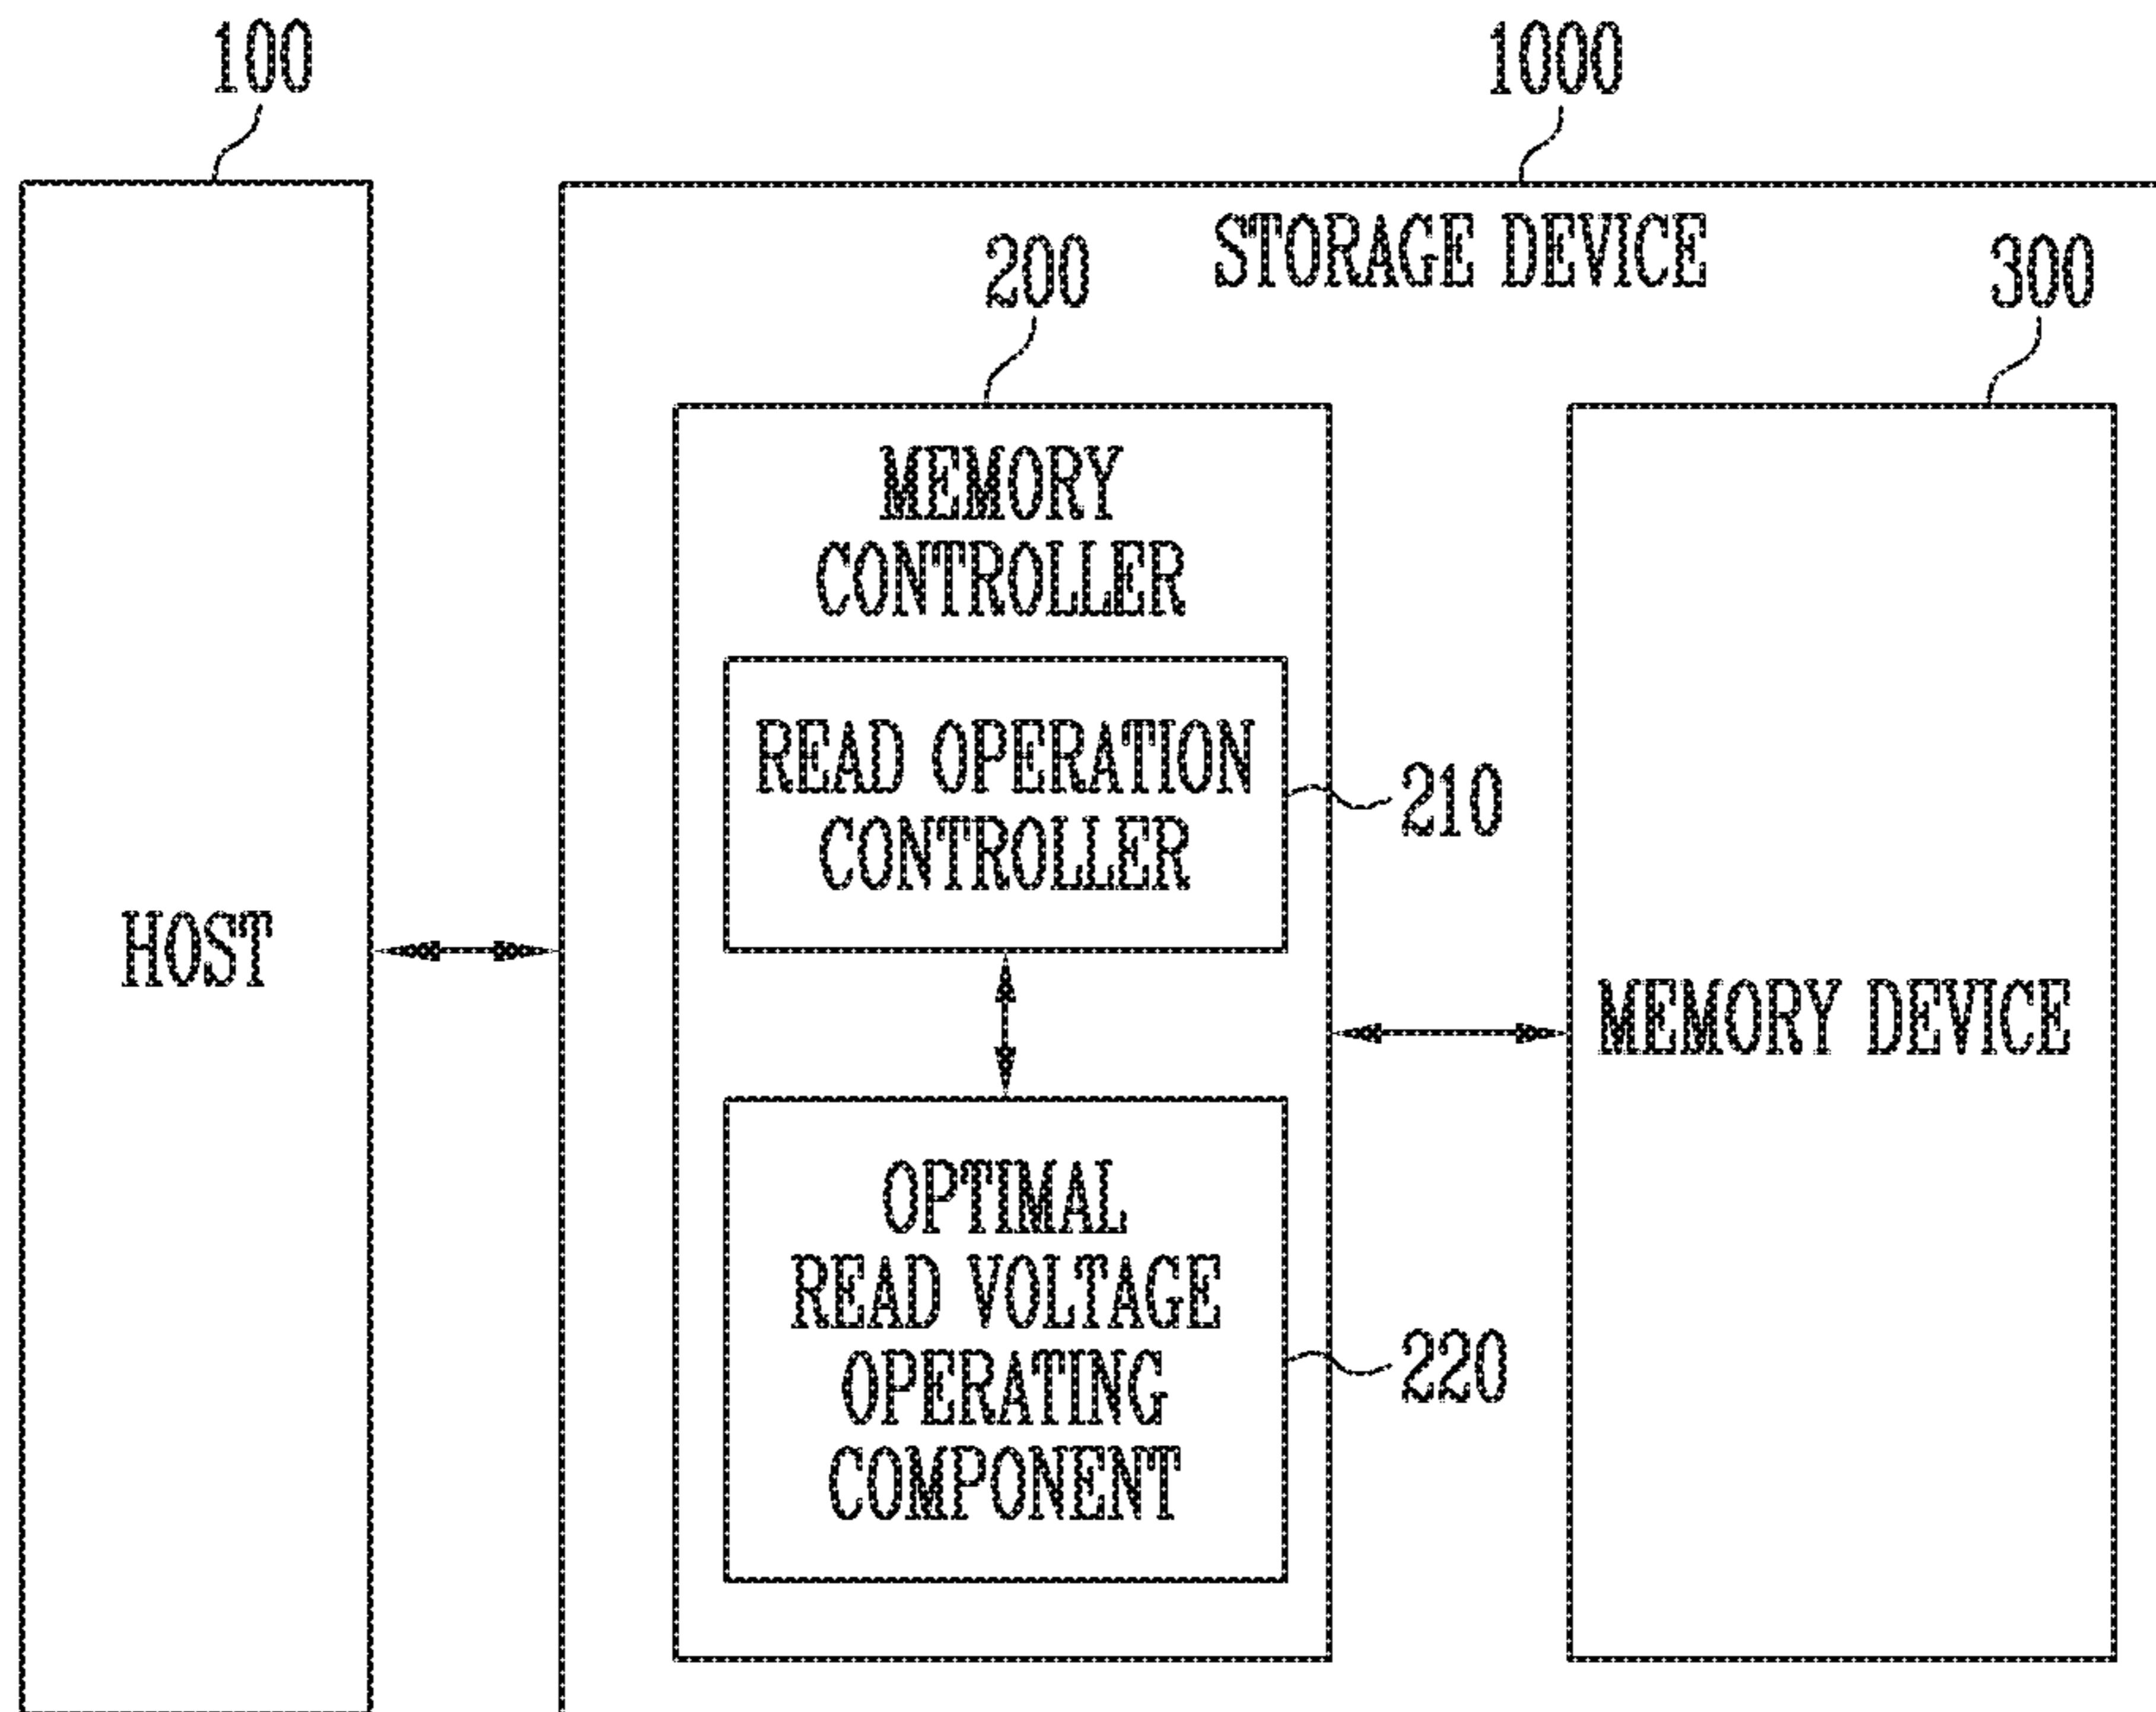 100
1000
STORAGE DEVICE
200
300
MEMORY
CONTROLLER
READ OPERATION
CONTROLLER
210
HOST
MEMORY DEVICE
OPTIMAL
READ VOLTAGE
OPERATING
COMPONENT
220